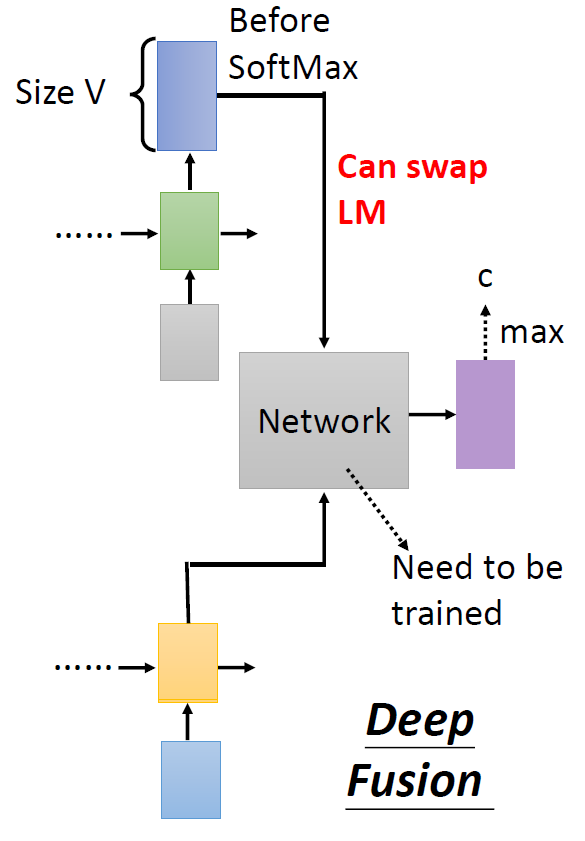 Before
SoftMax
Size V
Can swap
LM
......
c
max
Network
Need to be
trained
......
Deep
Fusion